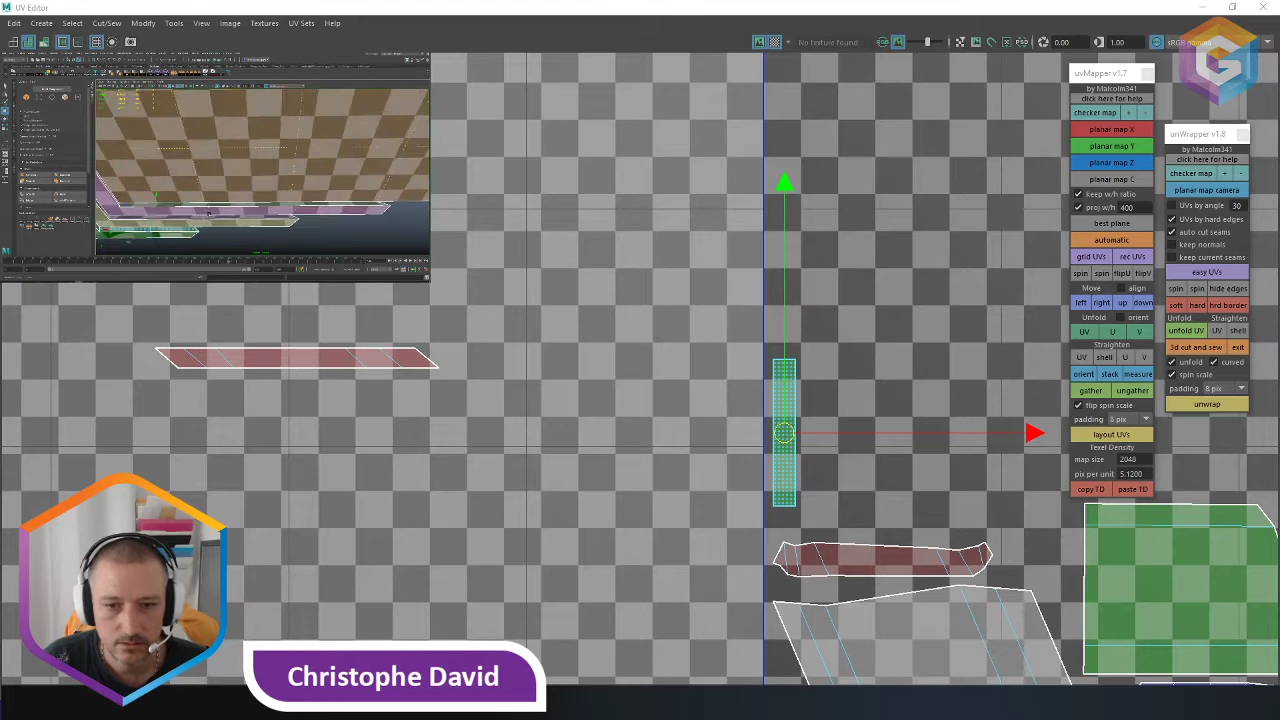 UV Editor
Edit Create Select Cut/Sew Modify Tools View Image Textures UV Sets Help
No texture found 0.00 1.00 sRGB gamma
uvMapper v1.7
by Malcolm341
click here for help
checker map + -
planar map X
planar map Y
planar map Z
planar map C
keep w/h ratio
proj w/h 400
best plane
automatic
grid UVs rec UVs
spin spin flipU flipV
Move align
left right up down
Unfold orient
UV U V
Straighten
UV shell U V
orient stack measure
gather ungather
flip spin scale
padding 8 pix
layout UVs
Texel Density
map size 2048
pix per unit 5.1200
copy TD paste TD
unWrapper v1.8
by Malcolm341
click here for help
checker map + -
planar map camera
UVs by angle 30
UVs by hard edges
auto cut seams
keep normals
keep current seams
easy UVs
spin spin hide edges
soft hard hrd border
Unfold Straighten
unfold UV UV shell
3d cut and sew exit
unfold curved
spin scale
padding 8 pix
unwrap
Christophe David